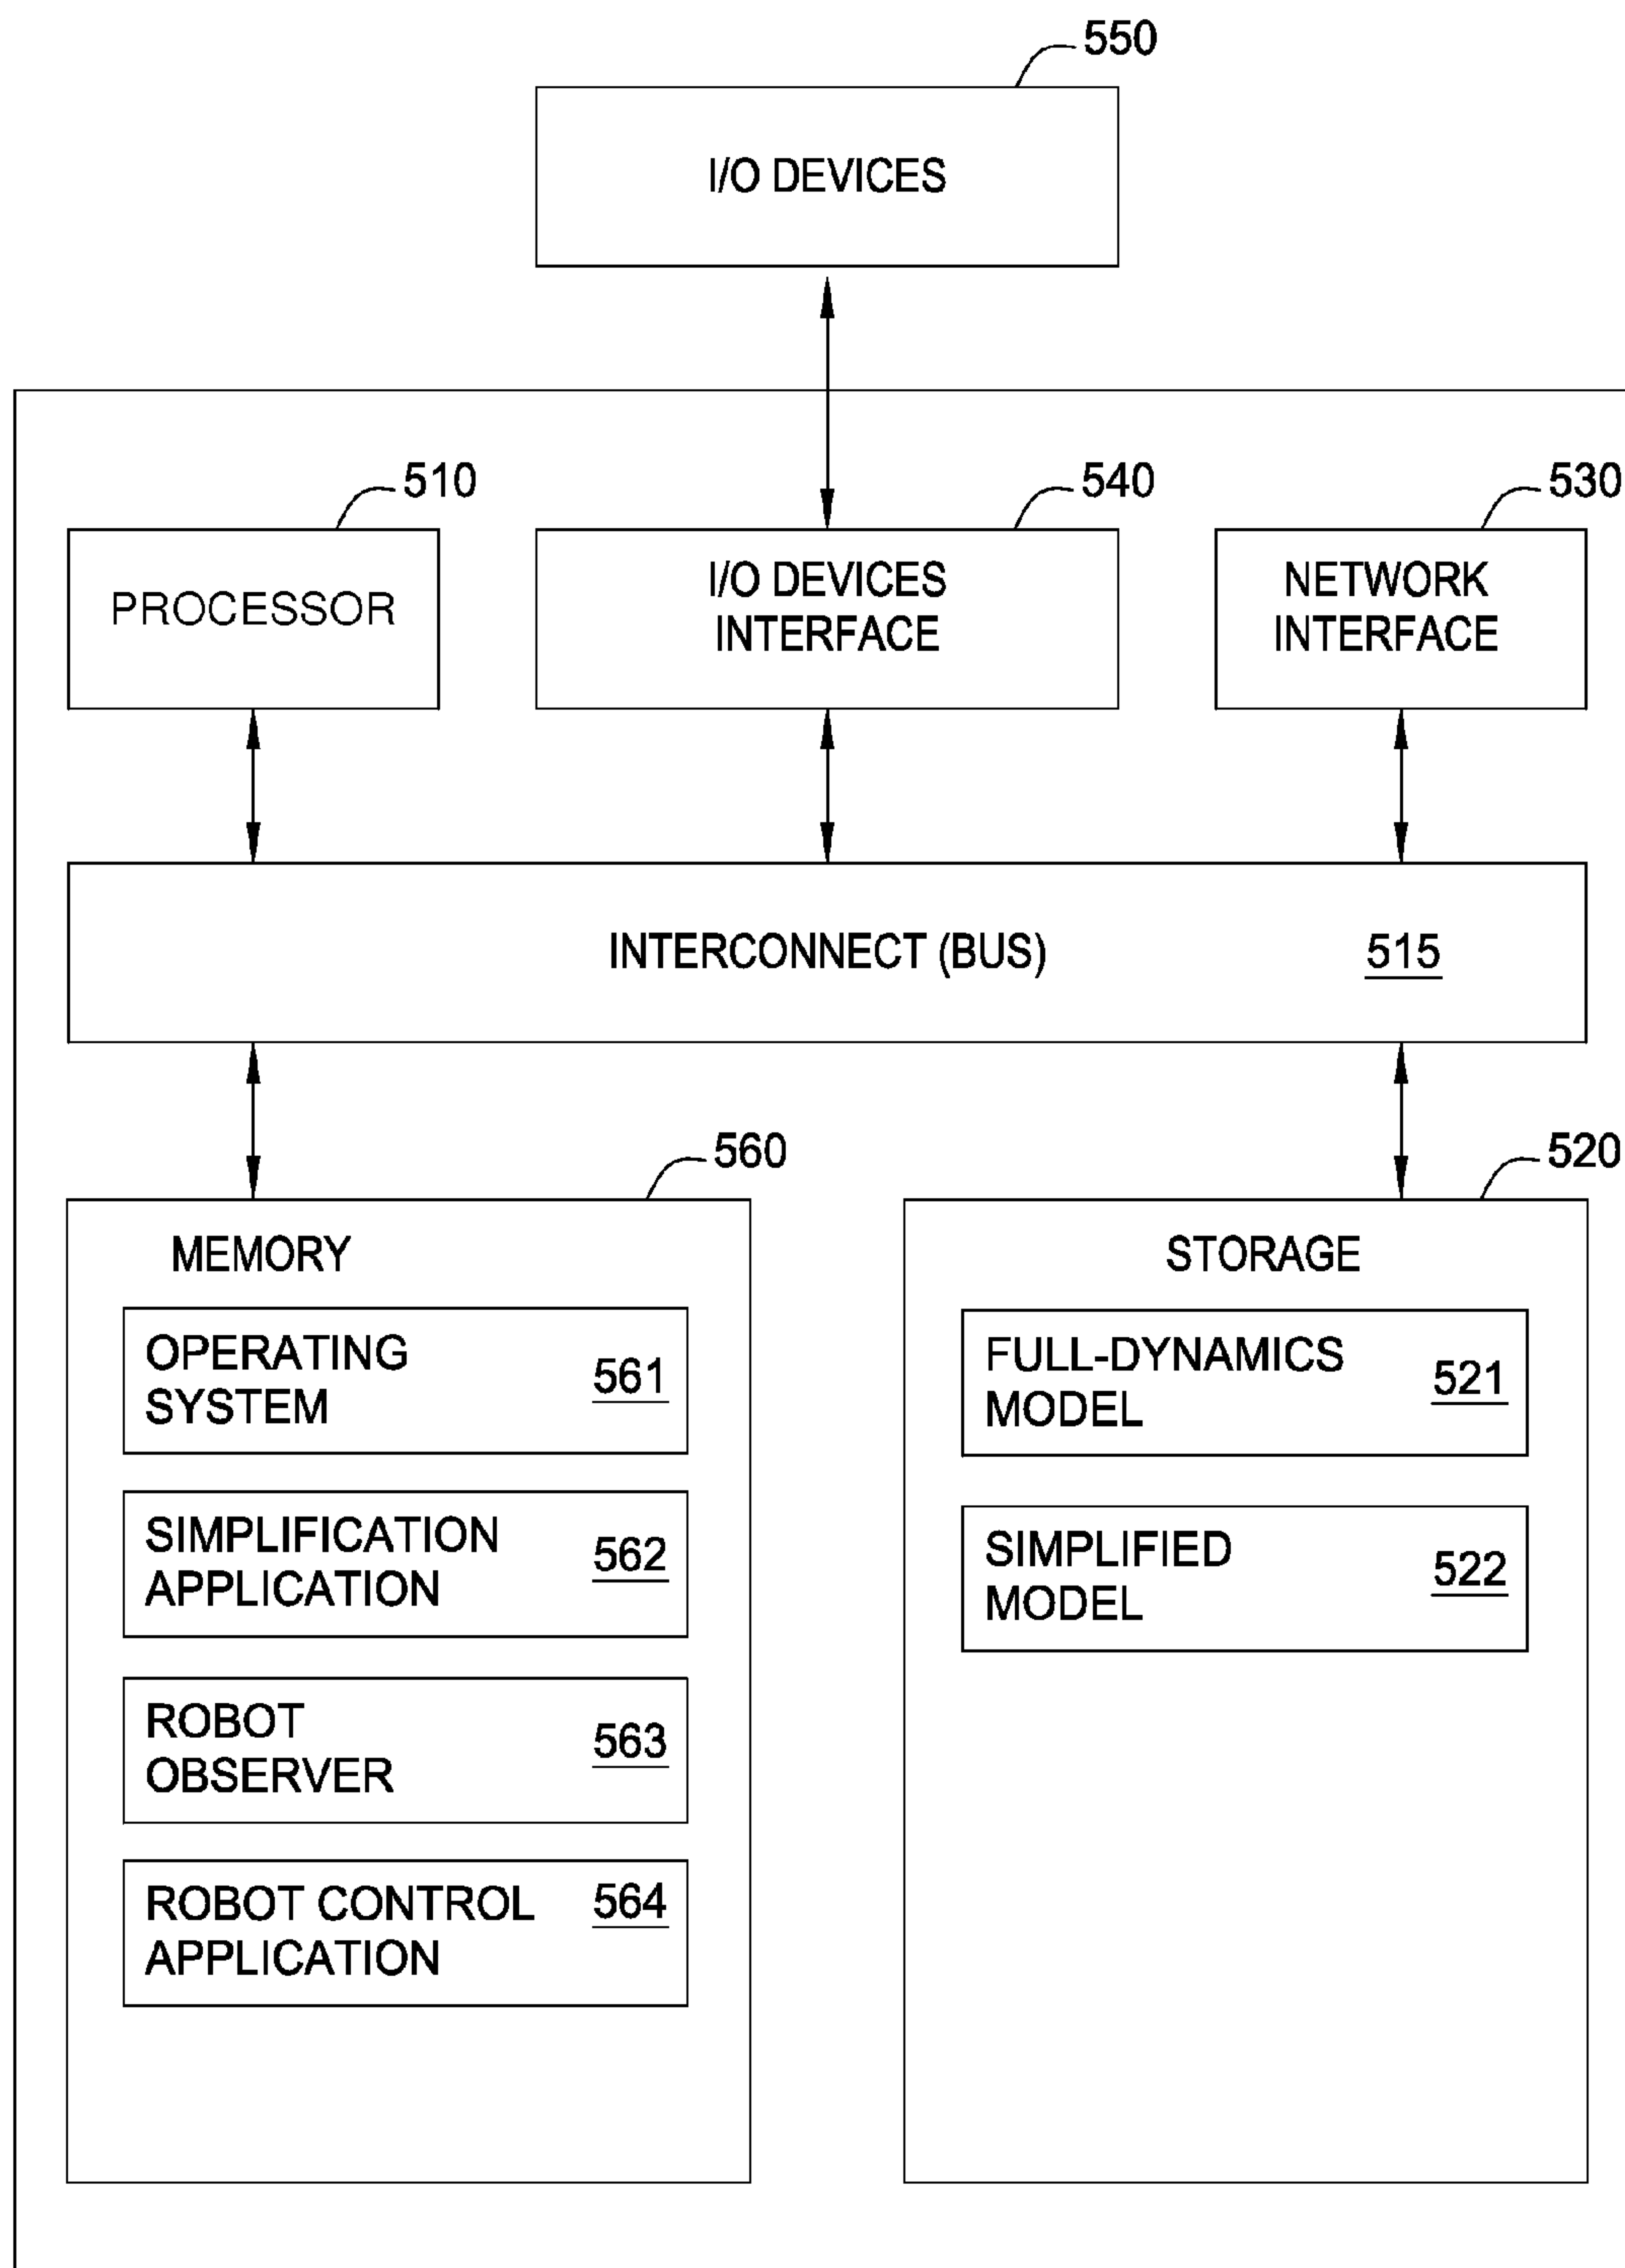 550
I/O DEVICES
510
540
530
PROCESSOR
I/O DEVICES
INTERFACE
NETWORK
INTERFACE
INTERCONNECT (BUS)
515
560
520
MEMORY
OPERATING
SYSTEM
561
SIMPLIFICATION
APPLICATION
562
ROBOT
OBSERVER
563
ROBOT CONTROL
APPLICATION
564
STORAGE
FULL-DYNAMICS
MODEL
521
SIMPLIFIED
MODEL
522